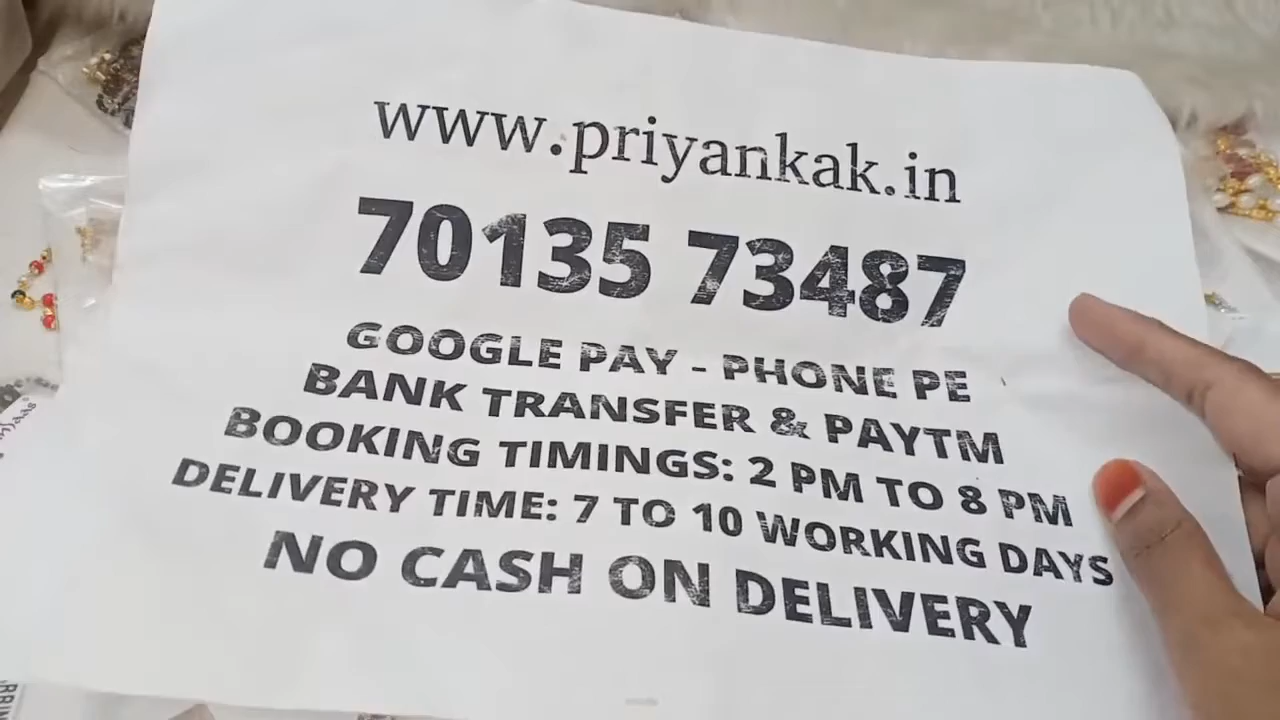 www.priyankak.in
70135 73487
GOOGLE PAY - PHONE PE
BANK TRANSFER & PAYTM
BOOKING TIMINGS: 2 PM TO 8 PM
DELIVERY TIME: 7 TO 10 WORKING DAYS
NO CASH ON DELIVERY